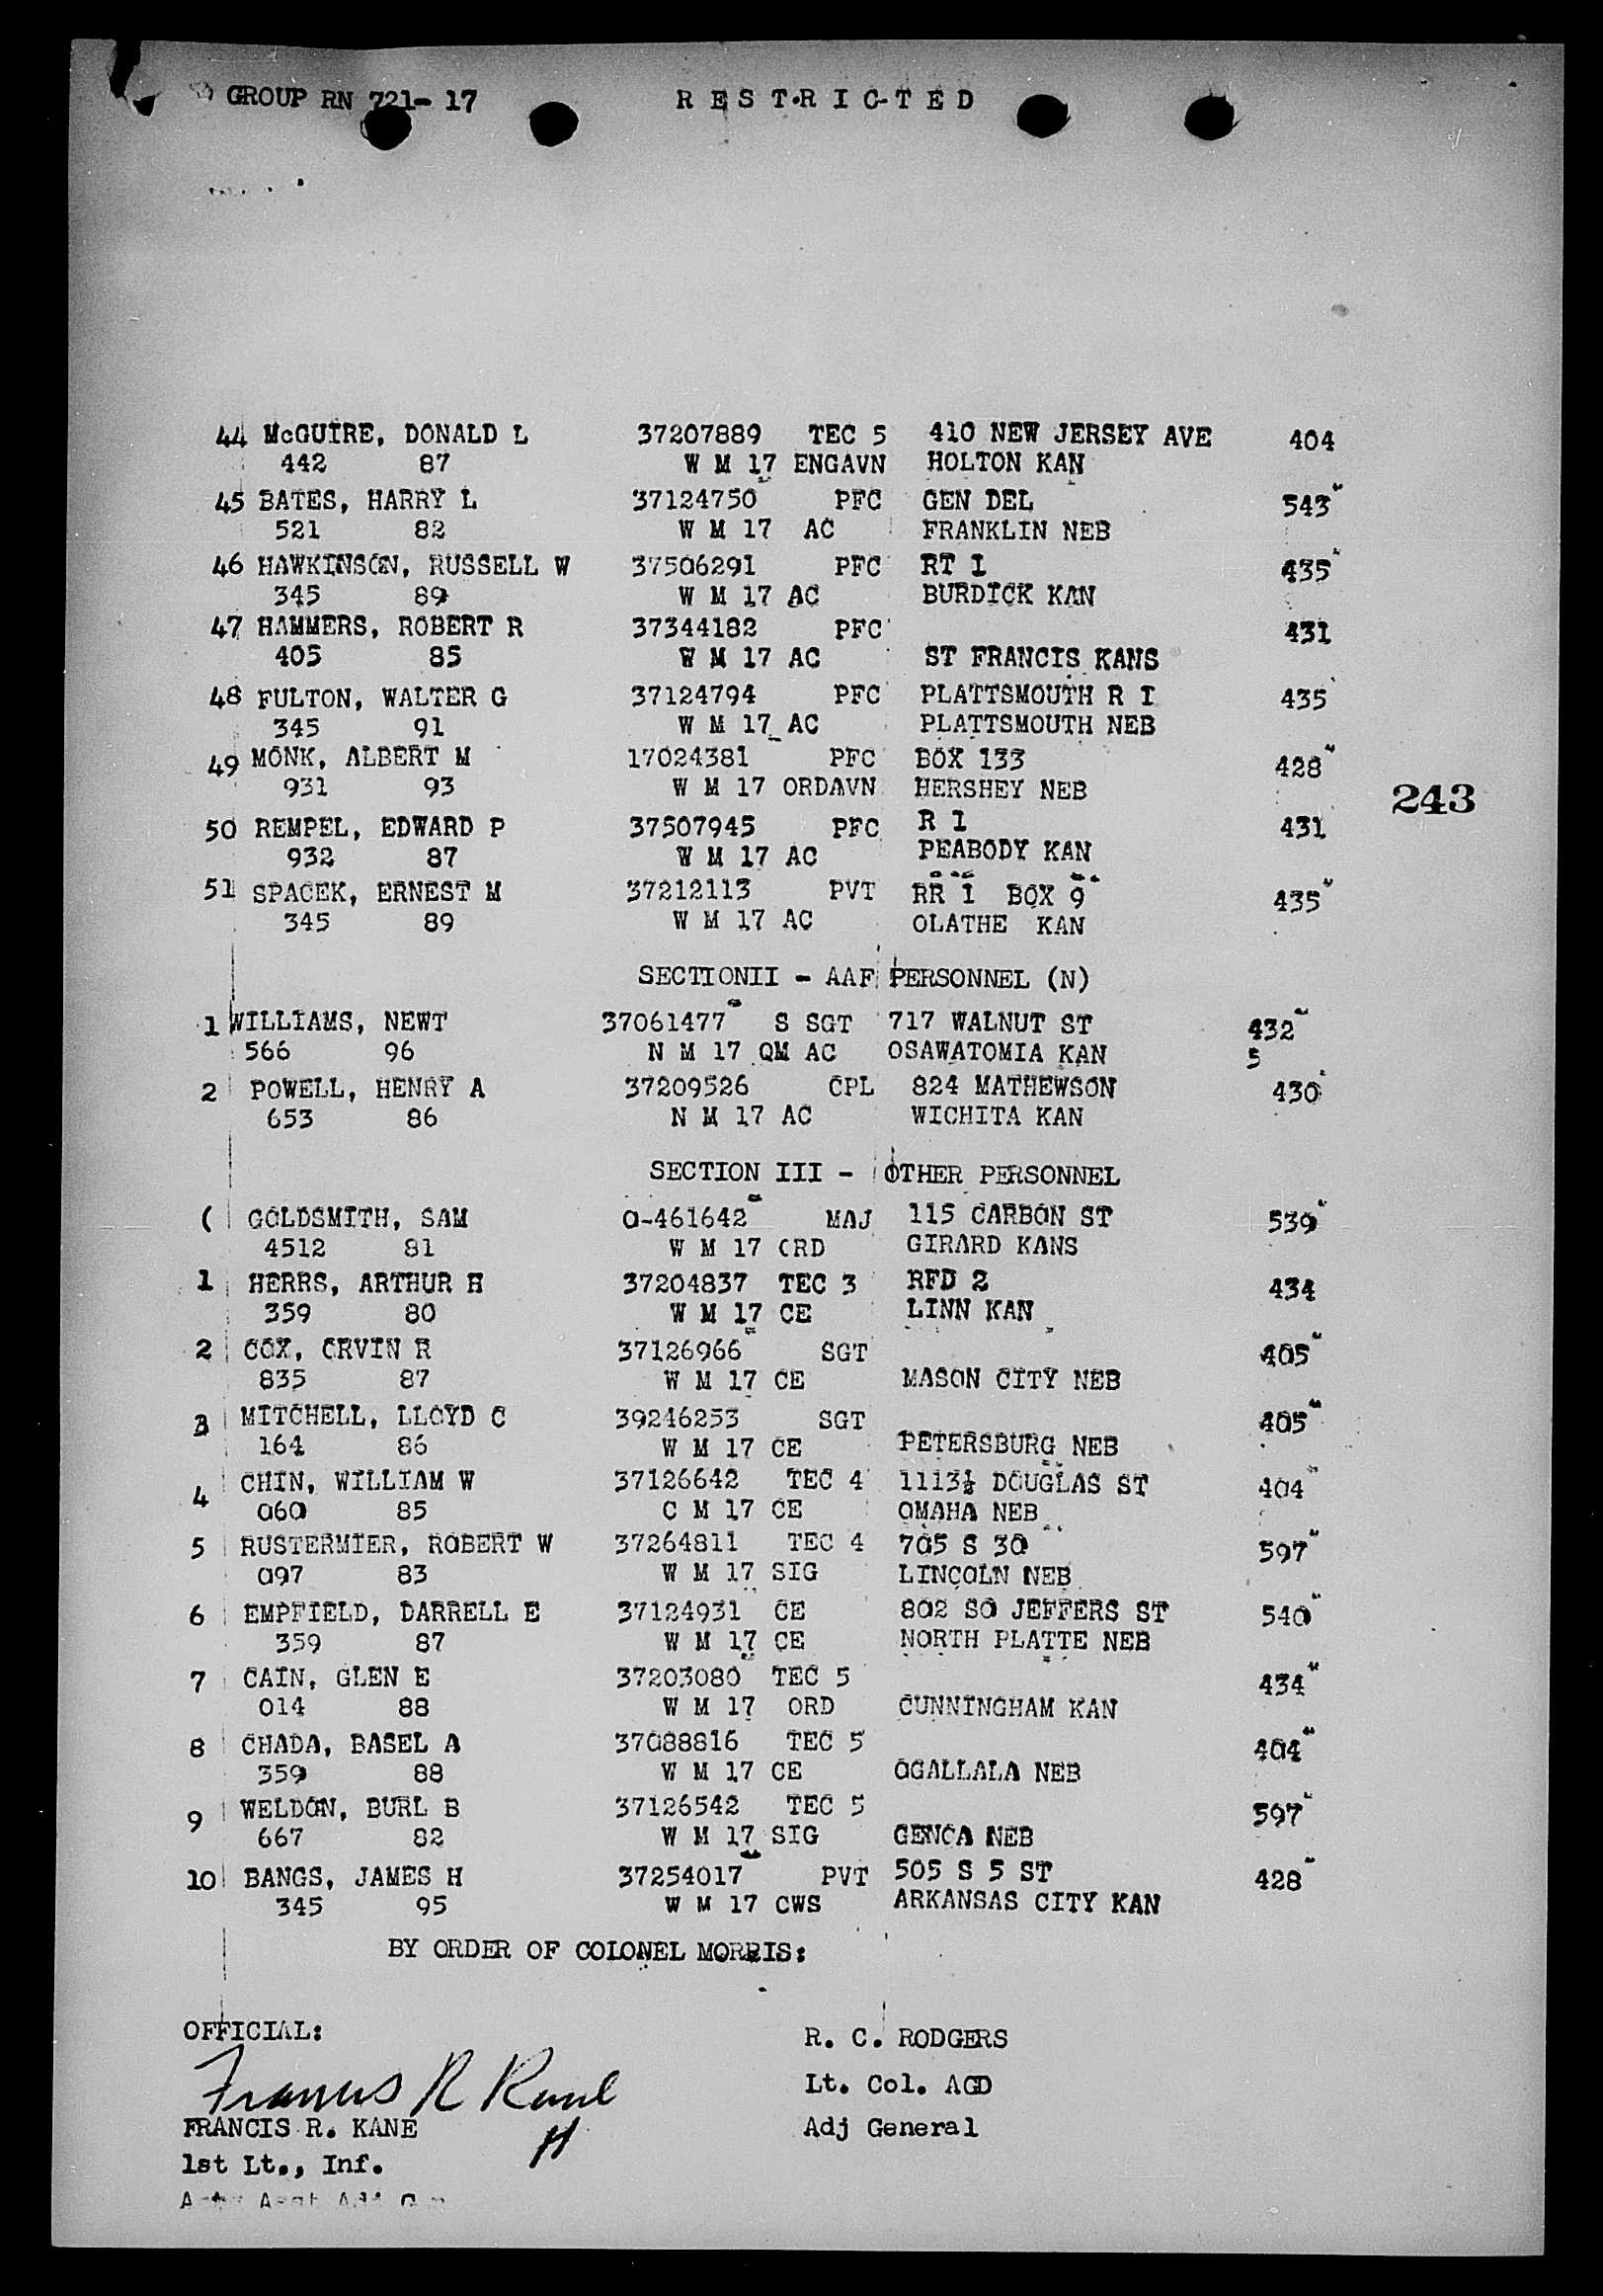 GROUP RN 721- 17 R E S T R I C T E D
44 McGUIRE, DONALD L 37207889 TEC 5 410 NEW JERSEY AVE 404
442 87 W M 17 ENGAVN HOLTON KAN
45 BATES, HARRY L 37124750 PFC GEN DEL 543
521 82 W M 17 AC FRANKLIN NEB
46 HAWKINSON, RUSSELL W 37506291 PFC RT 1 435
345 89 W M 17 AC BURDICK KAN
47 HAMMERS, ROBERT R 37344182 PFC 431
405 85 W M 17 AC ST FRANCIS KANS
48 FULTON, WALTER G 37124794 PFC PLATTSMOUTH R I 435
345 91 W M 17 AC PLATTSMOUTH NEB
49 MONK, ALBERT M 17024381 PFC BOX 133 428
931 93 W M 17 ORDAVN HERSHEY NEB
243
50 REMPEL, EDWARD P 37507945 PFC R 1 431
932 87 W M 17 AC PEABODY KAN
51 SPACEK, ERNEST M 37212113 PVT RR 1 BOX 9 435
345 89 W M 17 AC OLATHE KAN
SECTIONII - AAF PERSONNEL (N)
1 WILLIAMS, NEWT 37061477 S SGT 717 WALNUT ST 432
566 96 N M 17 QM AC OSAWATOMIA KAN 5
2 POWELL, HENRY A 37209526 CPL 824 MATHEWSON 430
653 86 N M 17 AC WICHITA KAN
SECTION III - OTHER PERSONNEL
( GOLDSMITH, SAM O-461642 MAJ 115 CARBON ST 539
4512 81 W M 17 ORD GIRARD KANS
1 HERRS, ARTHUR H 37204837 TEC 3 RFD 2 434
359 80 W M 17 CE LINN KAN
2 COX, ORVIN R 37126966 SGT 405
835 87 W M 17 CE MASON CITY NEB
3 MITCHELL, LLOYD C 39246253 SGT 405
164 86 W M 17 CE PETERSBURG NEB
4 CHIN, WILLIAM W 37126642 TEC 4 1113½ DOUGLAS ST 404
060 85 C M 17 CE OMAHA NEB
5 RUSTERMIER, ROBERT W 37264811 TEC 4 705 S 30 597
097 83 W M 17 SIG LINCOLN NEB
6 EMPFIELD, DARRELL E 37124931 CE 802 SO JEFFERS ST 540
359 87 W M 17 CE NORTH PLATTE NEB
7 CAIN, GLEN E 37203080 TEC 5 434
014 88 W M 17 ORD CUNNINGHAM KAN
8 CHADA, BASEL A 37088816 TEC 5 404
359 88 W M 17 CE OGALLALA NEB
9 WELDON, BURL B 37126542 TEC 5 597
667 82 W M 17 SIG GENOA NEB
10 BANGS, JAMES H 37254017 PVT 505 S 5 ST 428
345 95 W M 17 CWS ARKANSAS CITY KAN
BY ORDER OF COLONEL MORRIS:
OFFICIAL: R. C. RODGERS
Francis R Kane Lt. Col. AGD
FRANCIS R. KANE H Adj General
1st Lt., Inf.